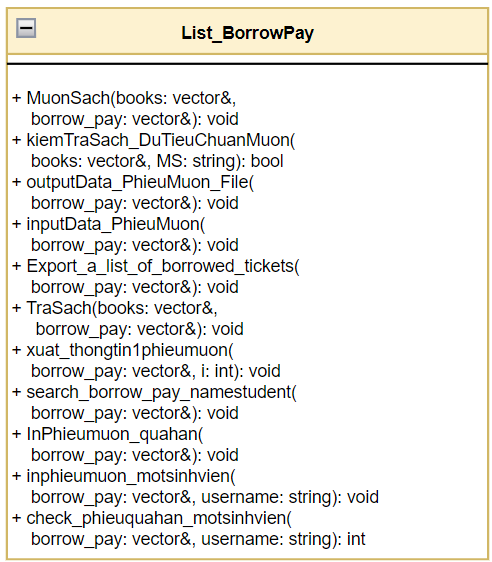 List_BorrowPay
+ MuonSach(books: vector&,
borrow_pay: vector&): void
+ kiemTraSach_DuTieuChuanMuon(
books: vector&, MS: string): bool
+ outputData_PhieuMuon_File(
borrow_pay: vector&): void
+ inputData_PhieuMuon(
borrow_pay: vector&): void
+ Export_a_list_of_borrowed_tickets(
borrow_pay: vector&): void
+ TraSach(books: vector&,
borrow_pay: vector&): void
+ xuat_thongtin1phieumuon(
borrow_pay: vector&, i: int): void
+ search_borrow_pay_namestudent(
borrow_pay: vector&): void
+ InPhieumuon_quahan(
borrow_pay: vector&): void
+ inphieumuon_motsinhvien(
borrow_pay: vector&, username: string): void
+ check_phieuquahan_motsinhvien(
borrow_pay: vector&, username: string): int